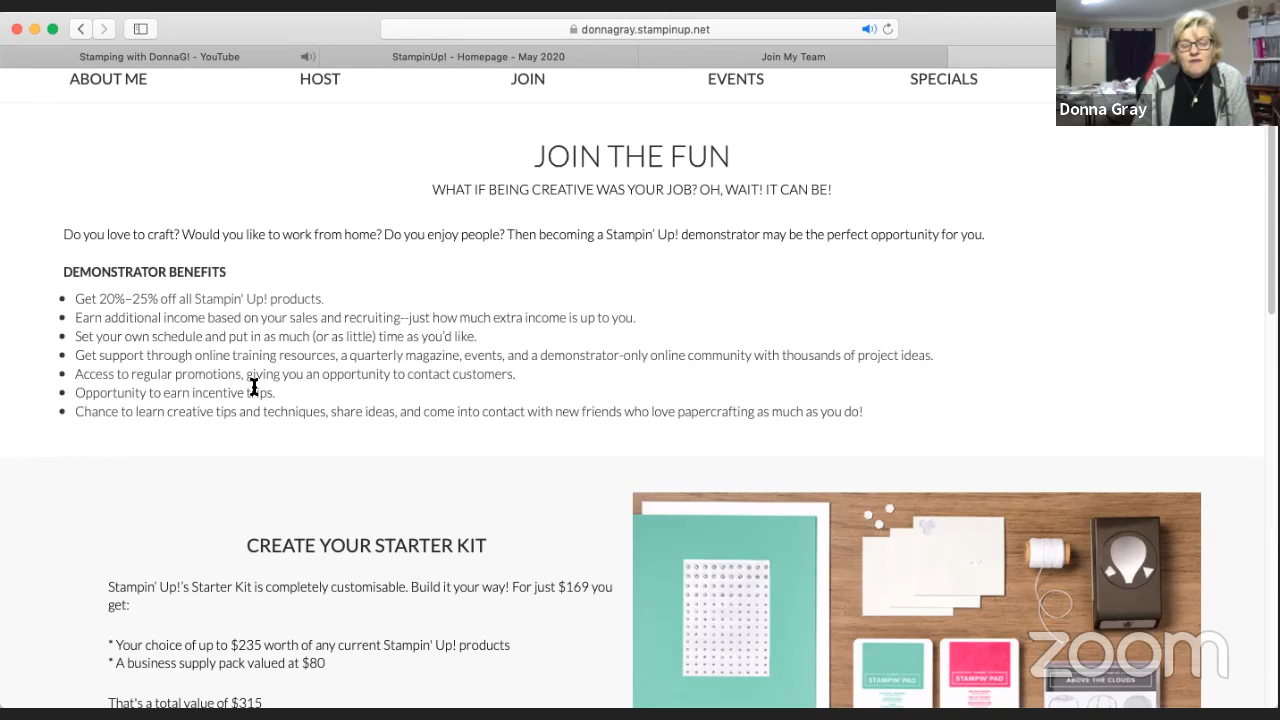 donnagray.stampinup.net
Stamping with DonnaG! - YouTube
StampinUp! - Homepage - May 2020
Join My Team
ABOUT ME
HOST
JOIN
EVENTS
SPECIALS
Donna Gray
JOIN THE FUN
WHAT IF BEING CREATIVE WAS YOUR JOB? OH, WAIT! IT CAN BE!
Do you love to craft? Would you like to work from home? Do you enjoy people? Then becoming a Stampin' Up! demonstrator may be the perfect opportunity for you.
DEMONSTRATOR BENEFITS
• Get 20%–25% off all Stampin' Up! products.
• Earn additional income based on your sales and recruiting--just how much extra income is up to you.
• Set your own schedule and put in as much (or as little) time as you'd like.
• Get support through online training resources, a quarterly magazine, events, and a demonstrator-only online community with thousands of project ideas.
• Access to regular promotions, giving you an opportunity to contact customers.
• Opportunity to earn incentive trips.
• Chance to learn creative tips and techniques, share ideas, and come into contact with new friends who love papercrafting as much as you do!
CREATE YOUR STARTER KIT
Stampin' Up!'s Starter Kit is completely customisable. Build it your way! For just $169 you
get:
* Your choice of up to $235 worth of any current Stampin' Up! products
* A business supply pack valued at $80
That's a total value of $315
STAMPIN' PAD
STAMPIN' PAD
ABOVE THE CLOUDS
zoom